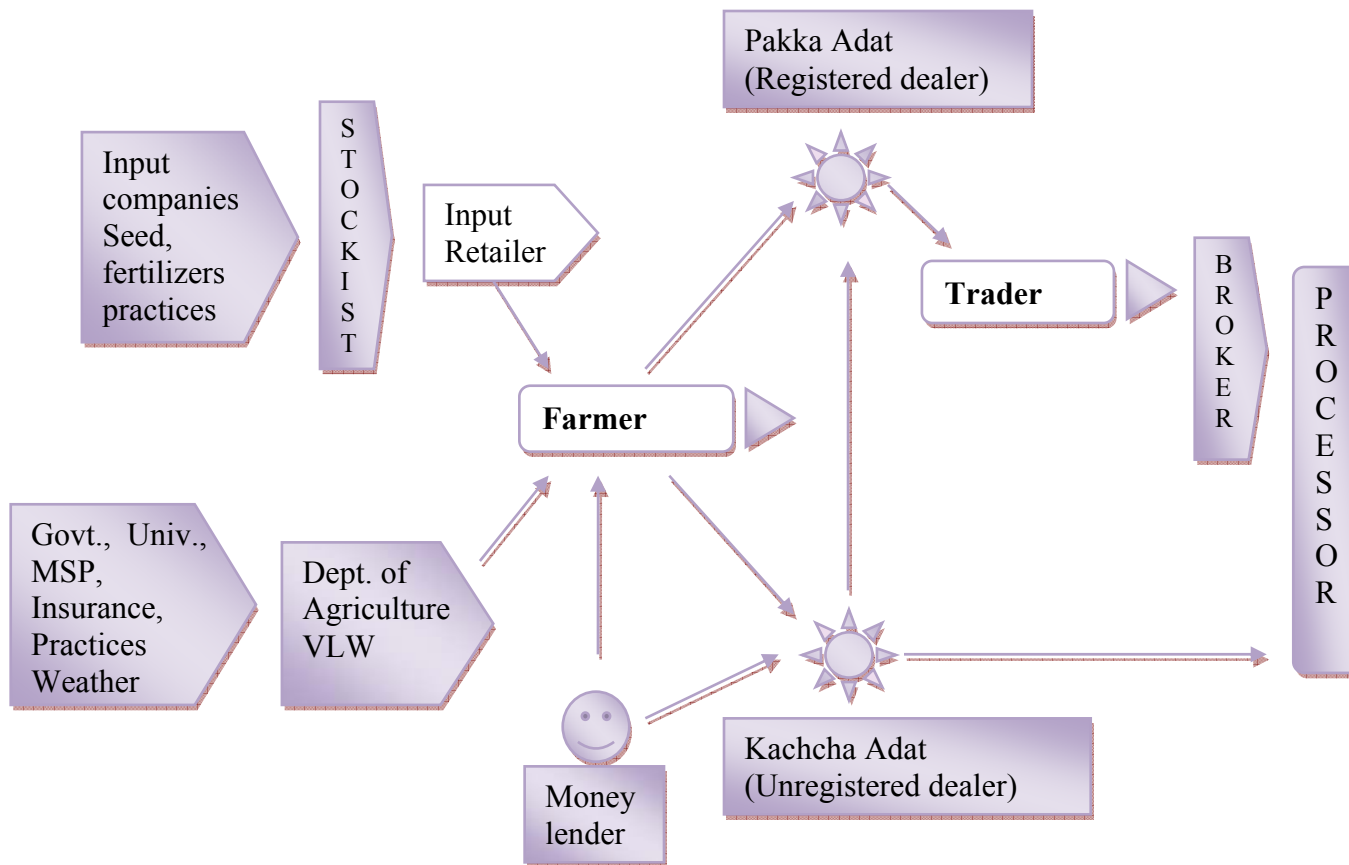 Pakka Adat
(Registered dealer)
Input
companies
Seed,
fertilizers
practices
S
T
O
C
K
I
S
T
Input
Retailer
Trader
B
R
O
K
E
R
P
R
O
C
E
S
S
O
R
Farmer
Govt., Univ.,
MSP,
Insurance,
Practices
Weather
Dept. of
Agriculture
VLW
Money
lender
Kachcha Adat
(Unregistered dealer)